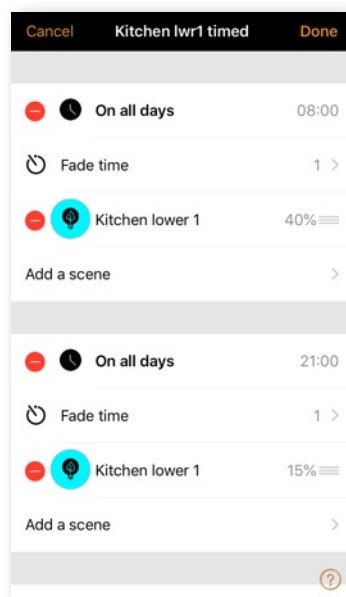 Cancel Kitchen lwr1 timed Done
On all days 08:00
Fade time 1 >
Kitchen lower 1 40%
Add a scene >
On all days 21:00
Fade time 1 >
Kitchen lower 1 15%
Add a scene >
?